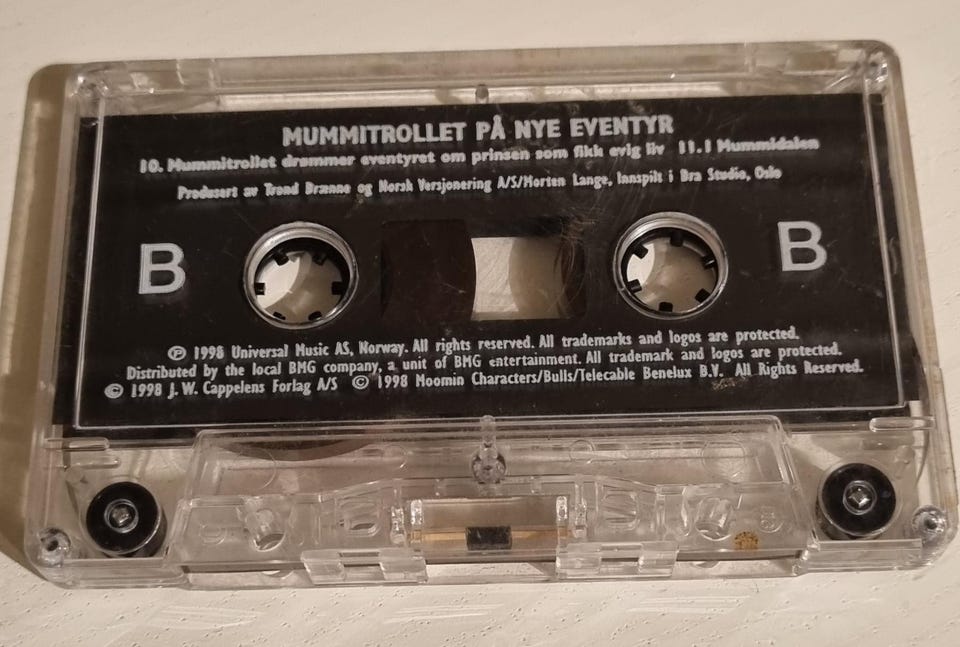 MUMMITROLLET PÅ NYE EVENTYR
10. Mummitrollet drømmer eventyret om prinsen som fikk evig liv 11. I Mummidalen
Produsert av Trond Brænne og Norsk Versjonering A/S/Morten Lange, Innspilt i Bra Studio, Oslo
B B
℗ 1998 Universal Music AS, Norway. All rights reserved. All trademarks and logos are protected.
Distributed by the local BMG company, a unit of BMG entertainment. All trademark and logos are protected.
© 1998 J. W. Cappelens Forlag A/S © 1998 Moomin Characters/Bulls/Telecable Benelux B.V. All Rights Reserved.